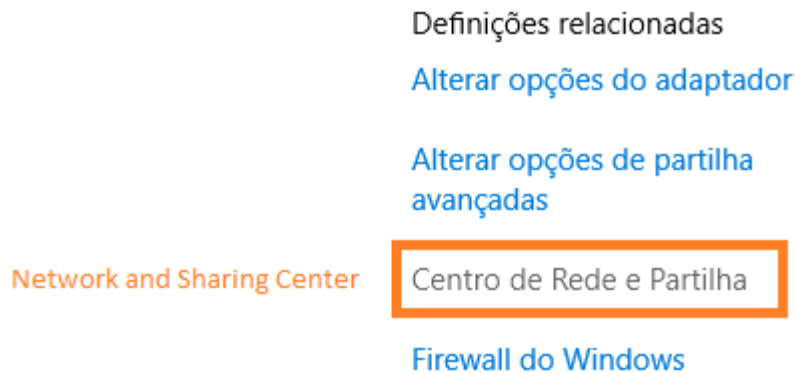 Definições relacionadas
Alterar opções do adaptador
Alterar opções de partilha
avançadas
Network and Sharing Center
Centro de Rede e Partilha
Firewall do Windows